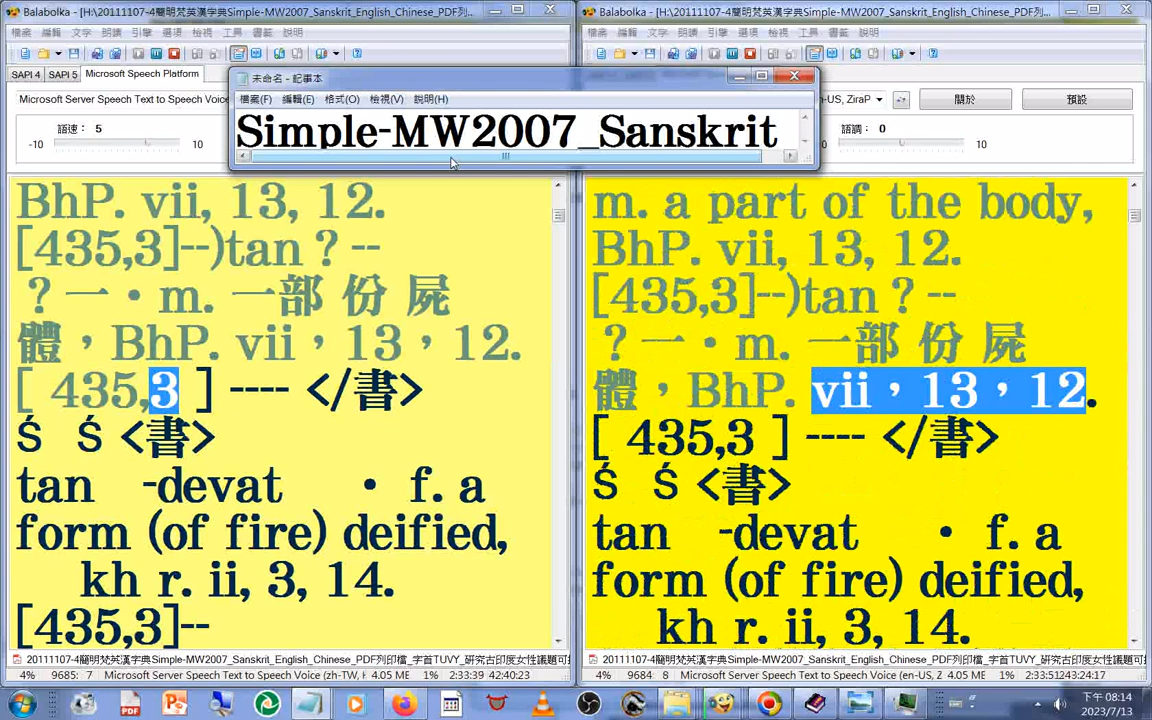 Balabolka - [H:\20111107-4簡明梵英漢字典Simple-MW2007_Sanskrit_English_Chinese_PDF列...
檔案 編輯 文字 朗讀 引擎 選項 檢視 工具 書籤 說明
SAPI 4 SAPI 5 Microsoft Speech Platform
Microsoft Server Speech Text to Speech Voice
語速： 5
-10 10
BhP. vii, 13, 12.
[435,3]--)tan ? --
? 一 • m. 一部 份 屍
體，BhP. vii，13，12.
[ 435,3 ] ---- </書>
Ś Ś <書>
tan -devat • f. a
form (of fire) deified,
kh r. ii, 3, 14.
[435,3]--
20111107-4簡明梵英漢字典Simple-MW2007_Sanskrit_English_Chinese_PDF列印檔_字首TUVY_研究古印度女性議題可
4% 9685: 7 Microsoft Server Speech Text to Speech Voice (zh-TW, 4.05 MB 1% 2:33:39 42:40:23
未命名 - 記事本
檔案(F) 編輯(E) 格式(O) 檢視(V) 說明(H)
Simple-MW2007_Sanskrit
Balabolka - [H:\20111107-4簡明梵英漢字典Simple-MW2007_Sanskrit_English_Chinese_PDF列...
檔案 編輯 文字 朗讀 引擎 選項 檢視 工具 書籤 說明
en-US, ZiraP 關於 預設
語調： 0
10
m. a part of the body,
BhP. vii, 13, 12.
[435,3]--)tan ? --
? 一 • m. 一部 份 屍
體，BhP. vii，13，12.
[ 435,3 ] ---- </書>
Ś Ś <書>
tan -devat • f. a
form (of fire) deified,
kh r. ii, 3, 14.
20111107-4簡明梵英漢字典Simple-MW2007_Sanskrit_English_Chinese_PDF列印檔_字首TUVY_研究古印度女性議題可
4% 9684: 8 Microsoft Server Speech Text to Speech Voice (en-US, Z 4.05 MB 1% 2:33:51 43:24:17
下午 08:14
2023/7/13